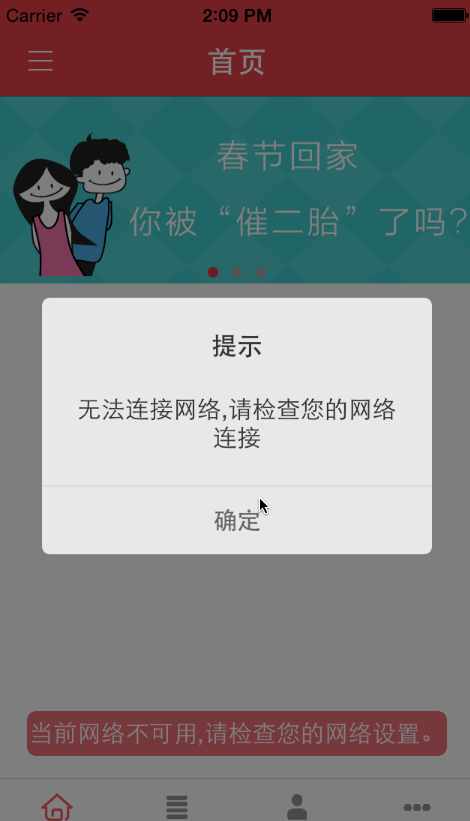 Carrier 2:09 PM
首页
春节回家
你被“催二胎”了吗?
提示
无法连接网络,请检查您的网络
连接
确定
当前网络不可用,请检查您的网络设置。